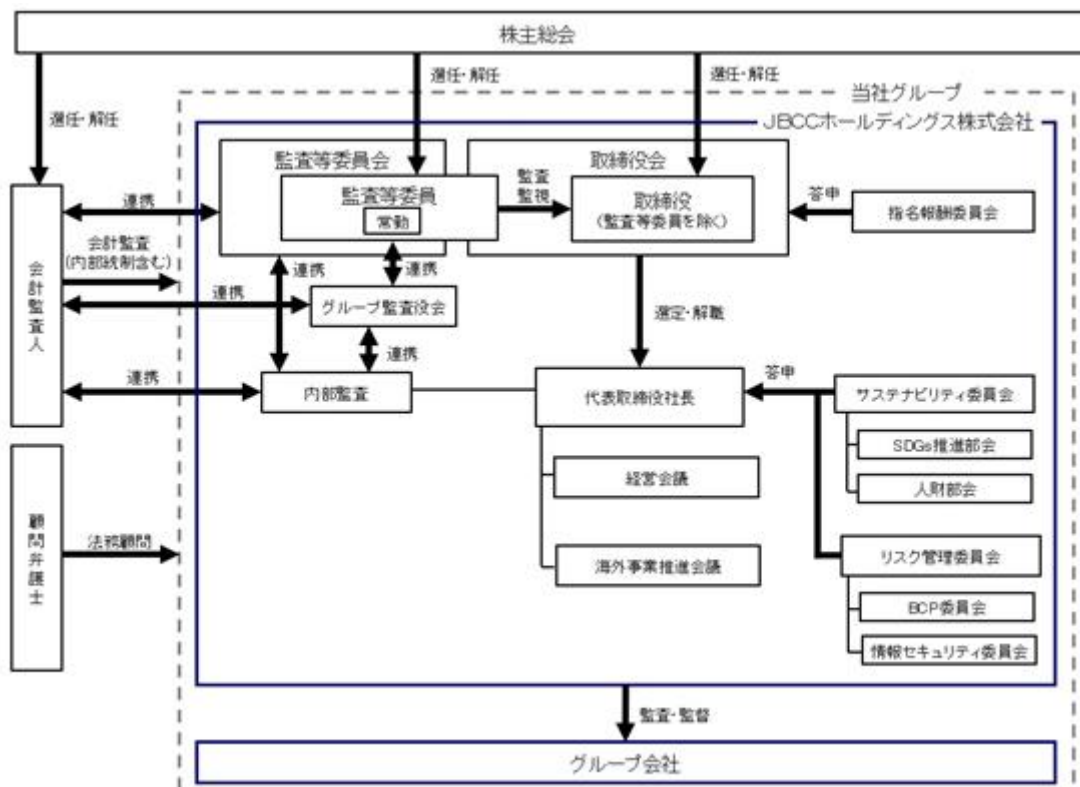 株主総会
選任・解任
選任・解任
選任・解任
当社グループ
JBCCホールディングス株式会社
監査等委員会
取締役会
監査等委員
常勤
監査
監視
取締役
(監査等委員を除く)
答申
指名報酬委員会
連携
会計監査
(内部統制含む)
会計監査人
連携
連携
連携
グループ監査役会
選定・解職
連携
連携
内部監査
代表取締役社長
答申
サステナビリティ委員会
SDGs推進部会
人財部会
経営会議
顧問弁護士
法務顧問
海外事業推進会議
リスク管理委員会
BCP委員会
情報セキュリティ委員会
監査・監督
グループ会社